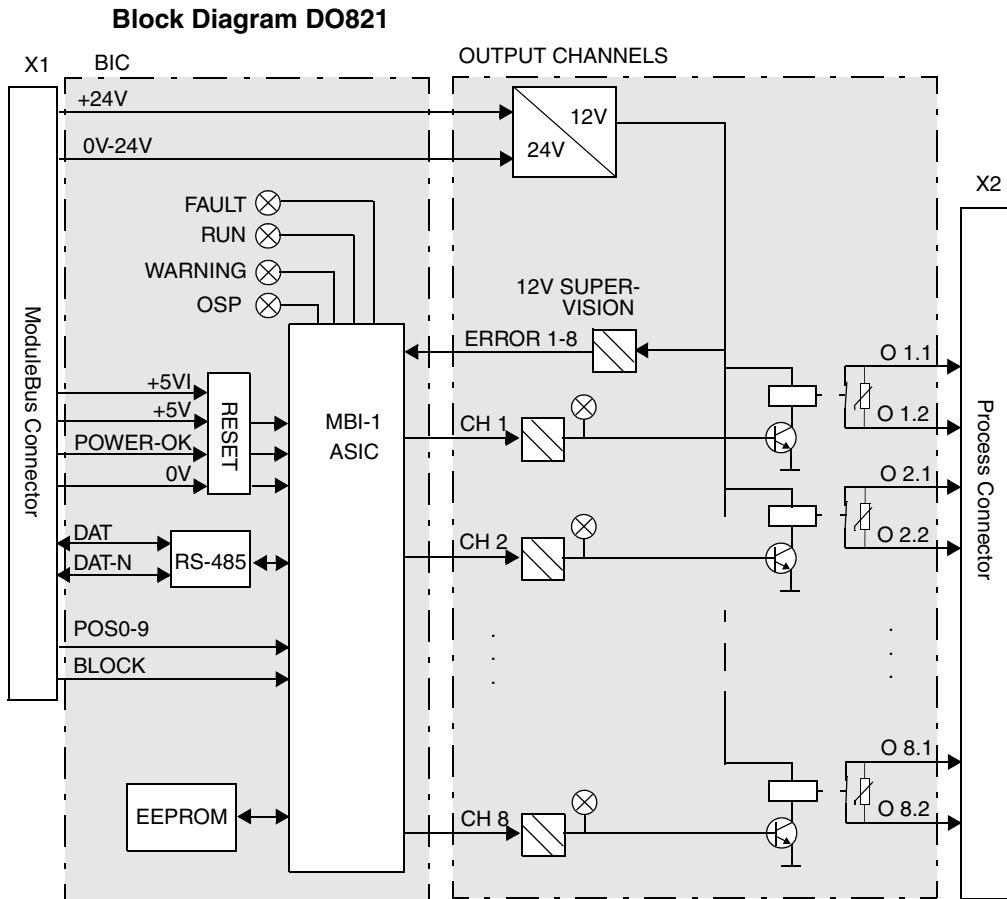 Block Diagram DO821
X1
BIC
OUTPUT CHANNELS
+24V
12V
24V
0V-24V
X2
FAULT
RUN
WARNING
OSP
12V SUPER-
VISION
ERROR 1-8
ModuleBus Connector
+5VI
+5V
POWER-OK
0V
RESET
MBI-1
ASIC
CH 1
O 1.1
O 1.2
Process Connector
DAT
DAT-N
RS-485
CH 2
O 2.1
O 2.2
POS0-9
BLOCK
EEPROM
CH 8
O 8.1
O 8.2